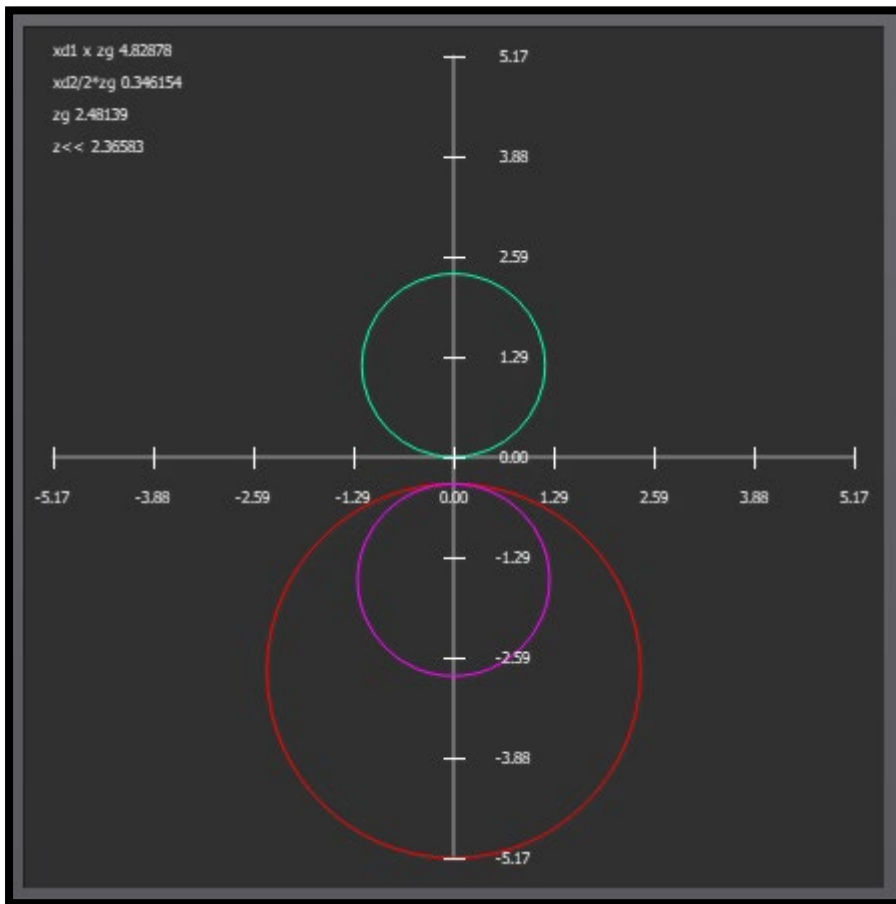 xd1 x zg 4.82878
xd2/2*zg 0.346154
zg 2.48139
z<< 2.36583
5.17
3.88
2.59
1.29
0.00
-5.17 -3.88 -2.59 -1.29 0.00 1.29 2.59 3.88 5.17
-1.29
-2.59
-3.88
-5.17